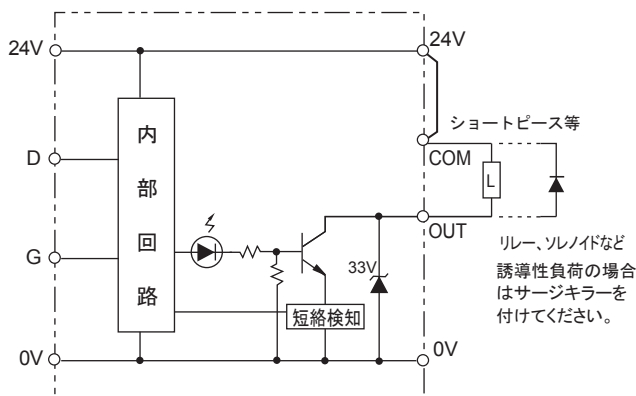 24V
24V
ショートピース等
内部回路
D
COM
L
G
OUT
33V
リレー、ソレノイドなど
誘導性負荷の場合
はサージキラーを
付けてください。
短絡検知
0V
0V